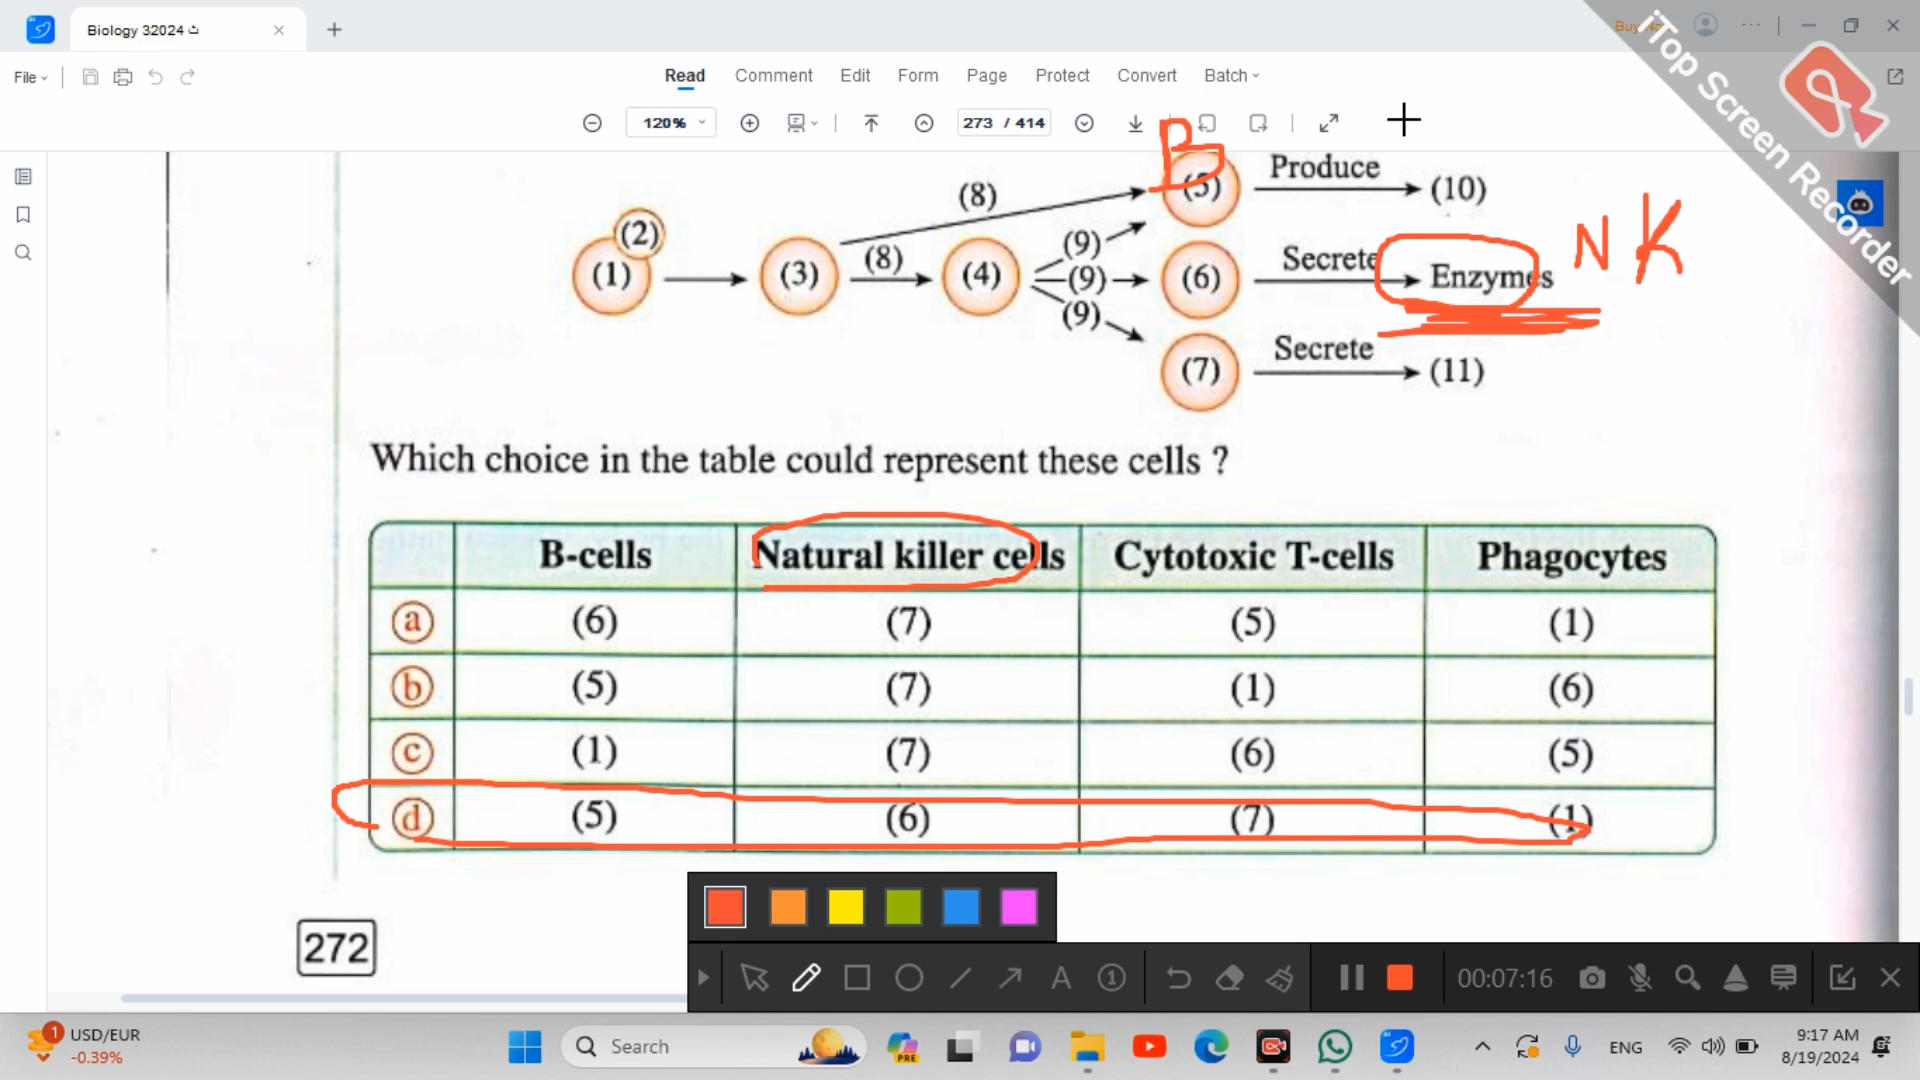 Biology 32024 ث
iTop Screen Recorder
File
Read Comment Edit Form Page Protect Convert Batch
120%
273 / 414
B
(8)
(5)
Produce
(10)
(2)
(1)
(3)
(8)
(4)
(9)
(9)
(9)
(6)
Secrete
Enzymes
N K
(7)
Secrete
(11)
Which choice in the table could represent these cells ?
B-cells Natural killer cells Cytotoxic T-cells Phagocytes
a (6) (7) (5) (1)
b (5) (7) (1) (6)
c (1) (7) (6) (5)
d (5) (6) (7) (1)
272
A 1
00:07:16
1
USD/EUR
-0.39%
Search
PRE
ENG
9:17 AM
8/19/2024